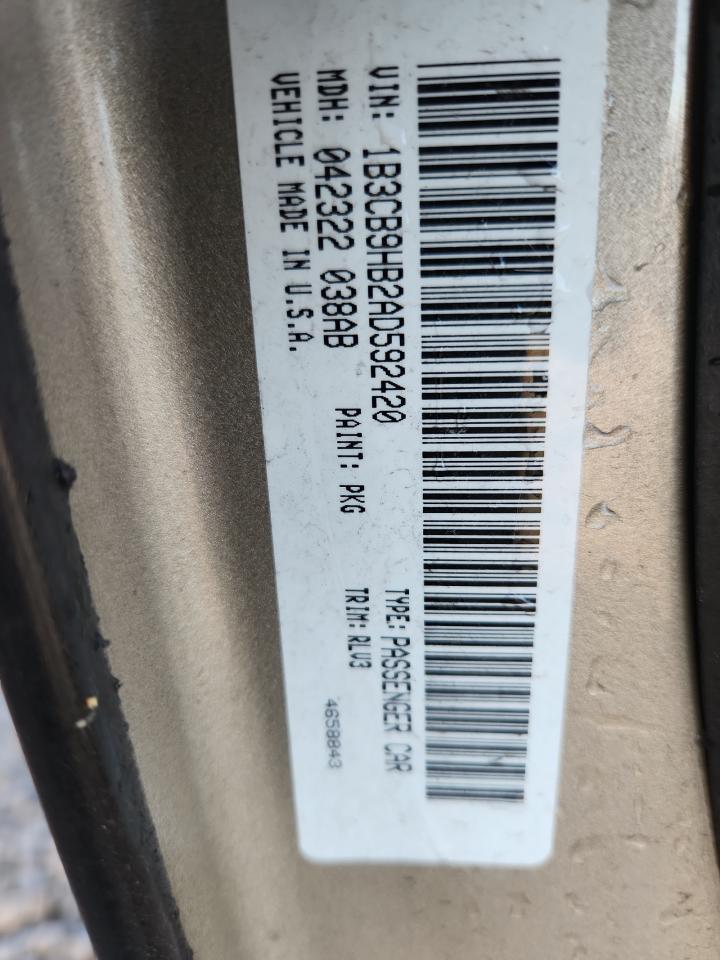 VIN: 1B3CB9HB2AD592420 TYPE: PASSENGER CAR
MDH: 042322 038AB PAINT: PKG TRIM: RLV3
VEHICLE MADE IN U.S.A. 4658843